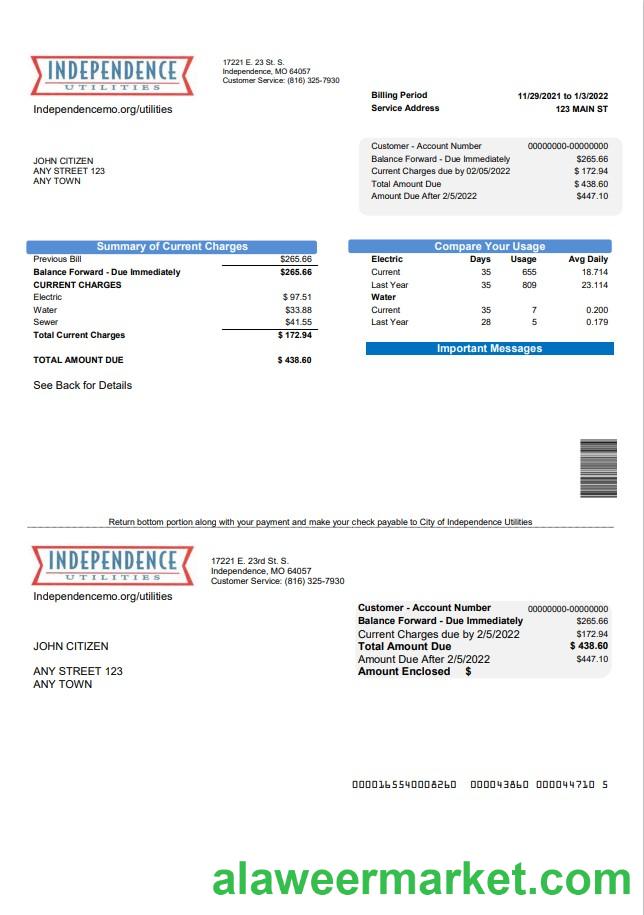 INDEPENDENCE
UTILITIES
Independencemo.org/utilities
17221 E. 23 St. S.
Independence, MO 64057
Customer Service: (816) 325-7930
Billing Period 11/29/2021 to 1/3/2022
Service Address 123 MAIN ST
JOHN CITIZEN
ANY STREET 123
ANY TOWN
Customer - Account Number 00000000-00000000
Balance Forward - Due Immediately $265.66
Current Charges due by 02/05/2022 $ 172.94
Total Amount Due $ 438.60
Amount Due After 2/5/2022 $447.10
Summary of Current Charges
Previous Bill $265.66
Balance Forward - Due Immediately $265.66
CURRENT CHARGES
Electric $ 97.51
Water $33.88
Sewer $41.55
Total Current Charges $ 172.94
TOTAL AMOUNT DUE $ 438.60
See Back for Details
Compare Your Usage
Electric Days Usage Avg Daily
Current 35 655 18.714
Last Year 35 809 23.114
Water
Current 35 7 0.200
Last Year 28 5 0.179
Important Messages
Return bottom portion along with your payment and make your check payable to City of Independence Utilities
INDEPENDENCE
UTILITIES
Independencemo.org/utilities
17221 E. 23rd St. S.
Independence, MO 64057
Customer Service: (816) 325-7930
JOHN CITIZEN
ANY STREET 123
ANY TOWN
Customer - Account Number 00000000-00000000
Balance Forward - Due Immediately $265.66
Current Charges due by 2/5/2022 $172.94
Total Amount Due $ 438.60
Amount Due After 2/5/2022 $447.10
Amount Enclosed $
0000165540008260 000043860 000044710 5
alaweermarket.com